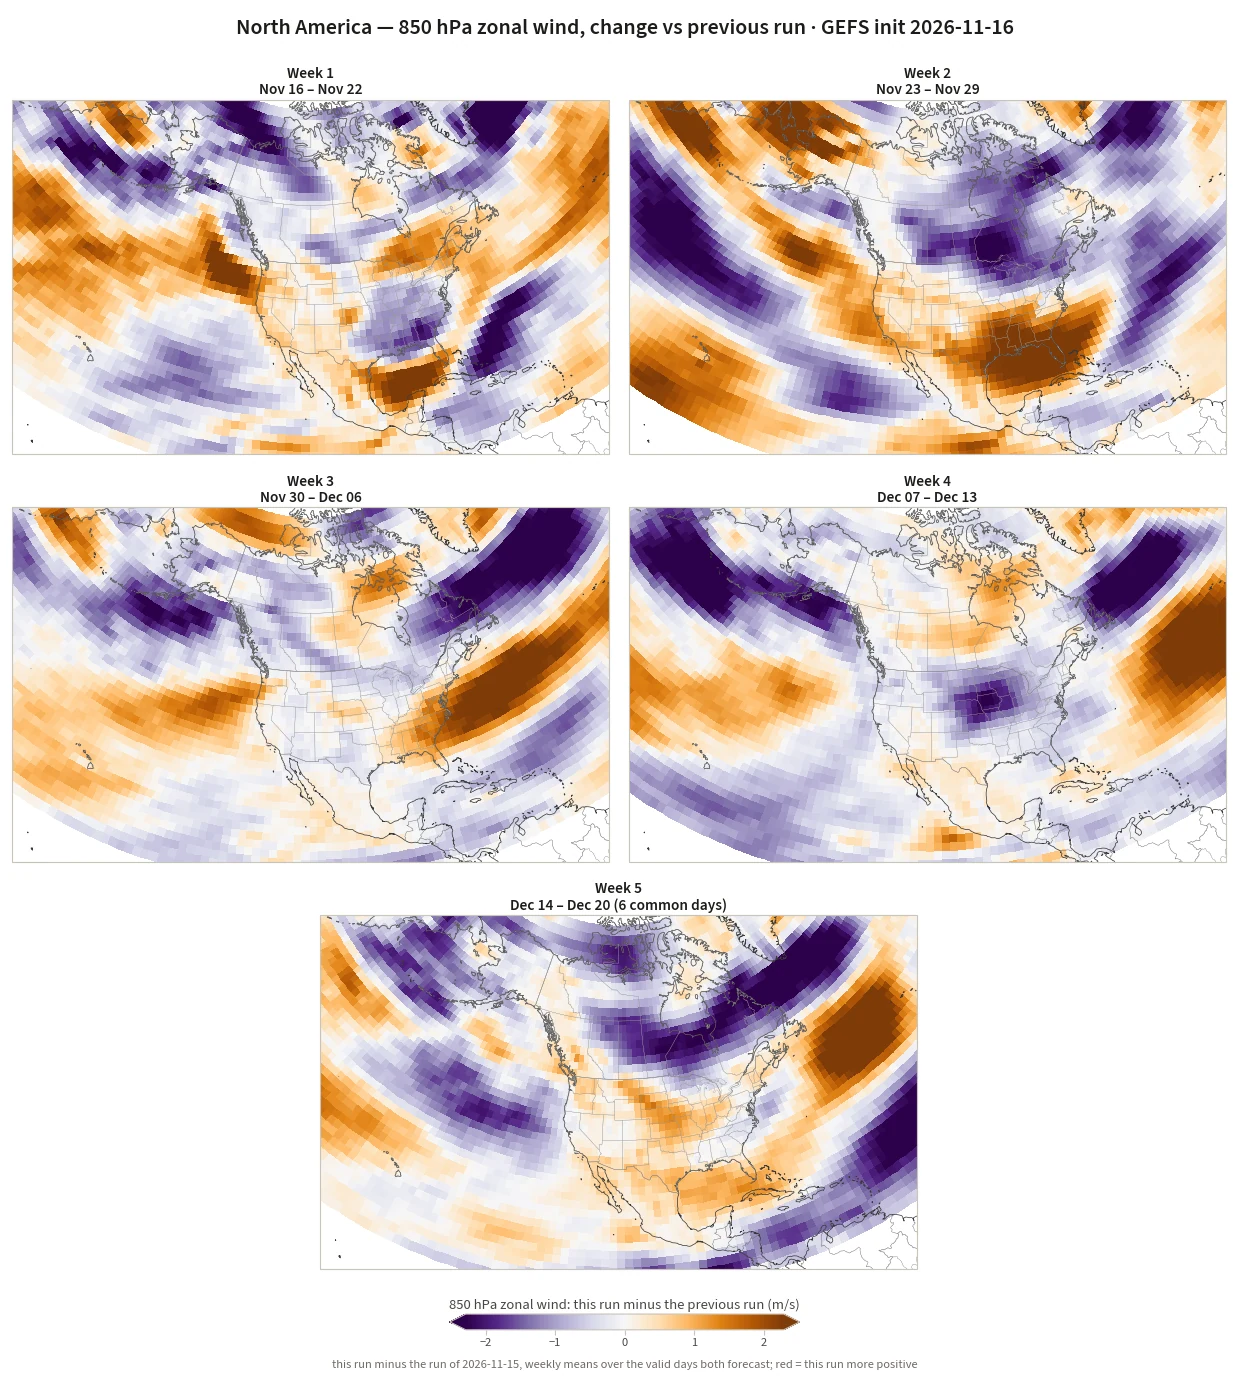 North America — 850 hPa zonal wind, change vs previous run · GEFS init 2026-11-16
Week 1
Nov 16 – Nov 22
Week 2
Nov 23 – Nov 29
Week 3
Nov 30 – Dec 06
Week 4
Dec 07 – Dec 13
Week 5
Dec 14 – Dec 20 (6 common days)
850 hPa zonal wind: this run minus the previous run (m/s)
−2 −1 0 1 2
this run minus the run of 2026-11-15, weekly means over the valid days both forecast; red = this run more positive